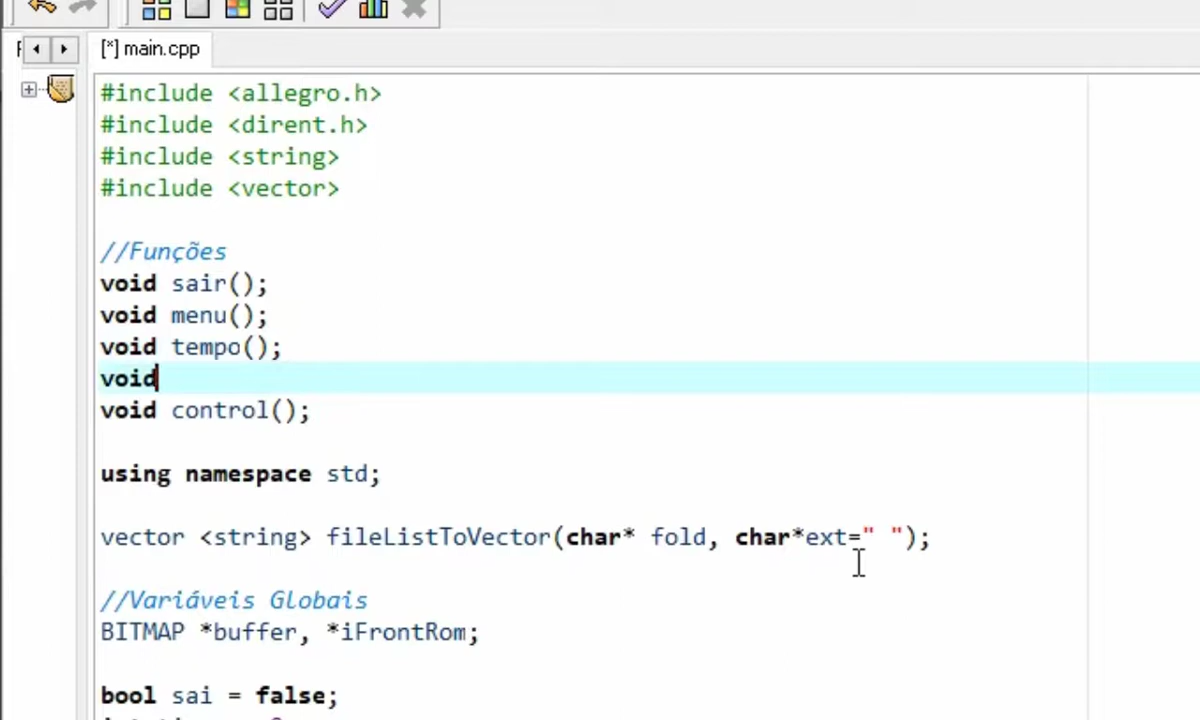 [*] main.cpp
#include <allegro.h>
#include <dirent.h>
#include <string>
#include <vector>
//Funções
void sair();
void menu();
void tempo();
void
void control();
using namespace std;
vector <string> fileListToVector(char* fold, char*ext=" ");
//Variáveis Globais
BITMAP *buffer, *iFrontRom;
bool sai = false;